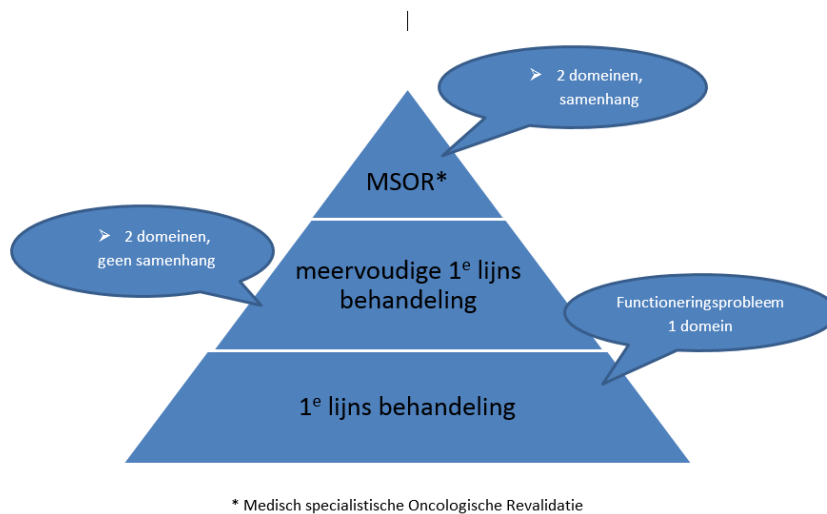 ➢ 2 domeinen,
samenhang
MSOR*
➢ 2 domeinen,
geen samenhang
meervoudige 1e lijns
behandeling
Functioneringsprobleem
1 domein
1e lijns behandeling
* Medisch specialistische Oncologische Revalidatie